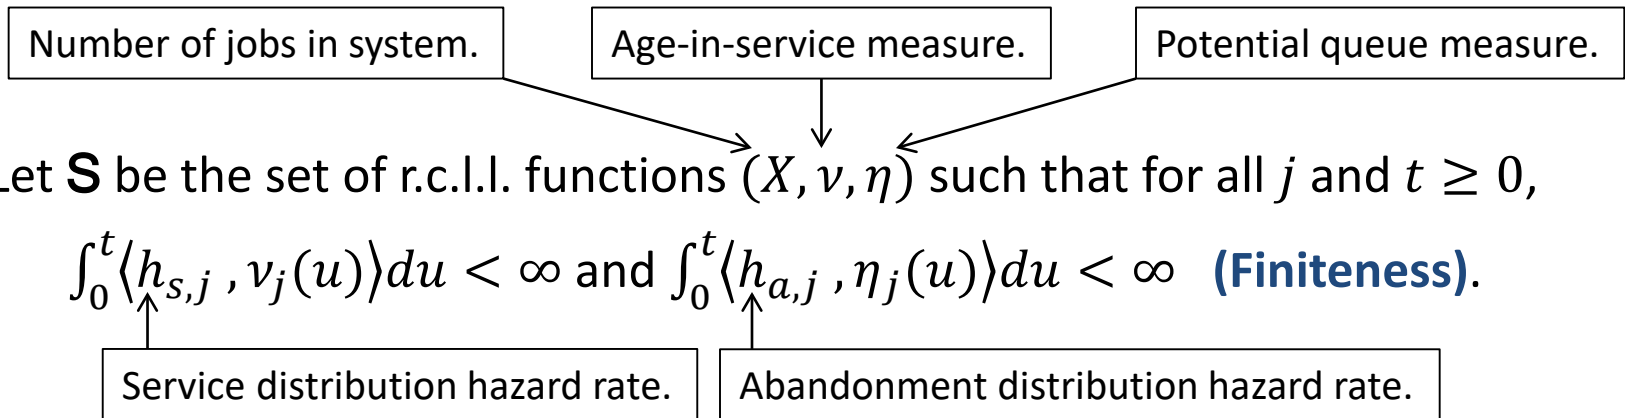 Number of jobs in system.
Age-in-service measure.
Potential queue measure.
Let S be the set of r.c.l.l. functions (X, ν, η) such that for all j and t ≥ 0,
∫₀ᵗ⟨h_{s,j} , ν_j(u)⟩du < ∞ and ∫₀ᵗ⟨h_{a,j} , η_j(u)⟩du < ∞ (Finiteness).
Service distribution hazard rate.
Abandonment distribution hazard rate.